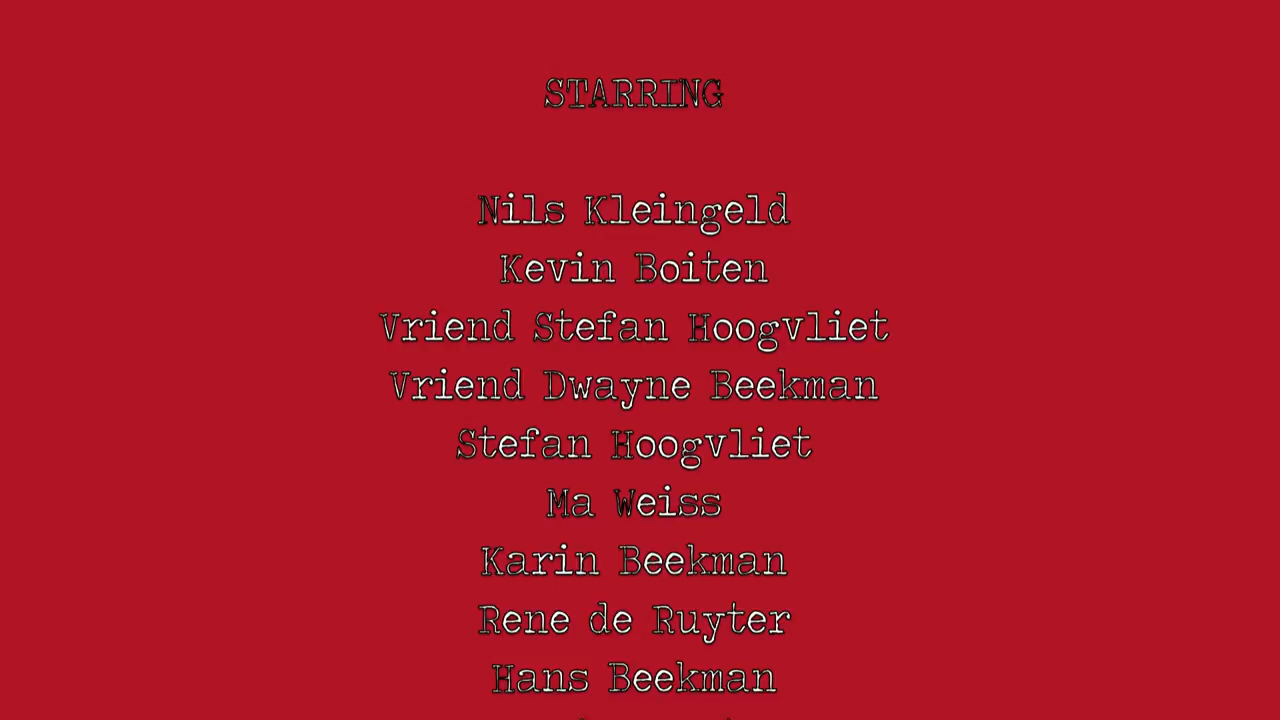 STARRING
Nils Kleingeld
Kevin Boiten
Vriend Stefan Hoogvliet
Vriend Dwayne Beekman
Stefan Hoogvliet
Ma Weiss
Karin Beekman
Rene de Ruyter
Hans Beekman